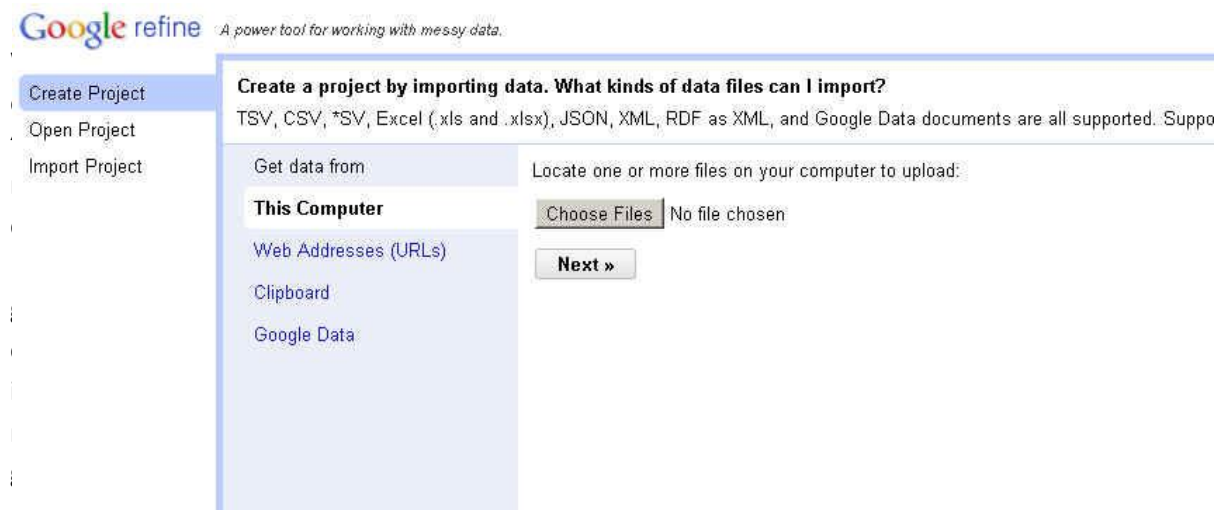 Google refine A power tool for working with messy data.
Create Project
Open Project
Import Project
Create a project by importing data. What kinds of data files can I import?
TSV, CSV, *SV, Excel (.xls and .xlsx), JSON, XML, RDF as XML, and Google Data documents are all supported.
Get data from
This Computer
Web Addresses (URLs)
Clipboard
Google Data
Locate one or more files on your computer to upload:
Choose Files No file chosen
Next »